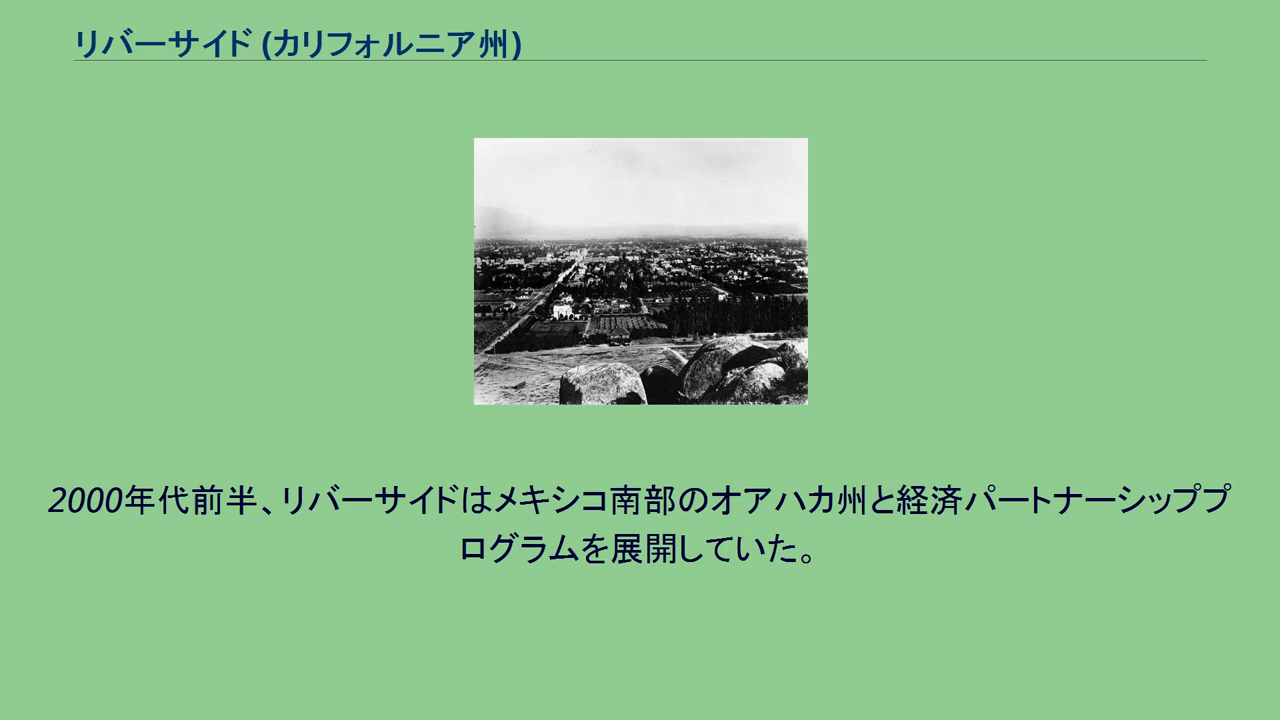 リバーサイド (カリフォルニア州)
2000年代前半、リバーサイドはメキシコ南部のオアハカ州と経済パートナーシッププ
ログラムを展開していた。